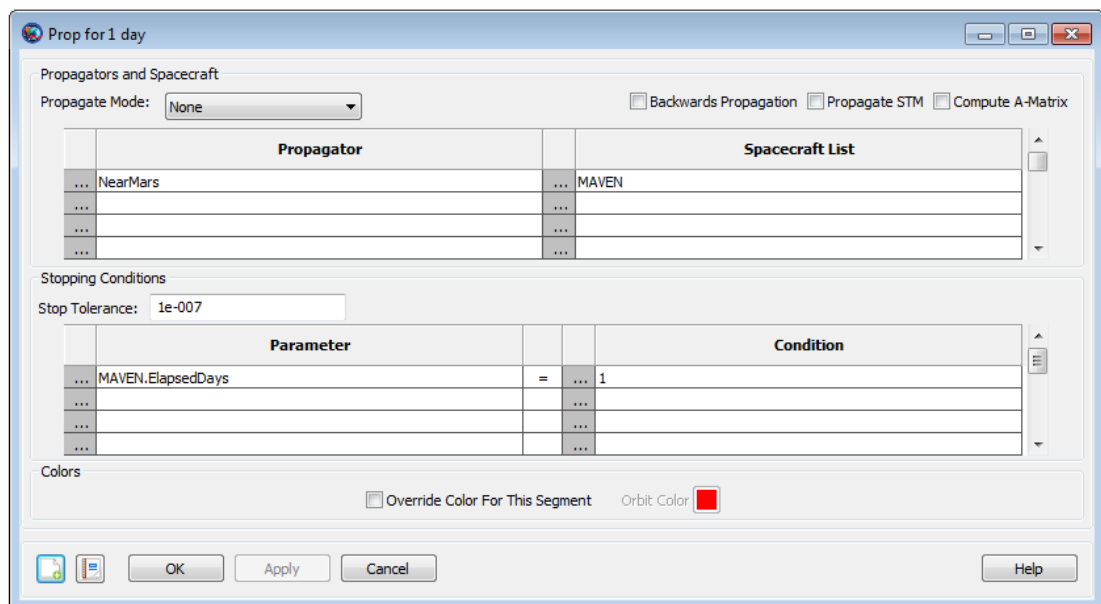 Prop for 1 day
Propagators and Spacecraft
Propagate Mode: None Backwards Propagation Propagate STM Compute A-Matrix
Propagator Spacecraft List
... NearMars ... MAVEN
... ...
... ...
... ...
Stopping Conditions
Stop Tolerance: 1e-007
Parameter Condition
... MAVEN.ElapsedDays = ... 1
... ...
... ...
... ...
Colors
Override Color For This Segment Orbit Color
OK Apply Cancel Help